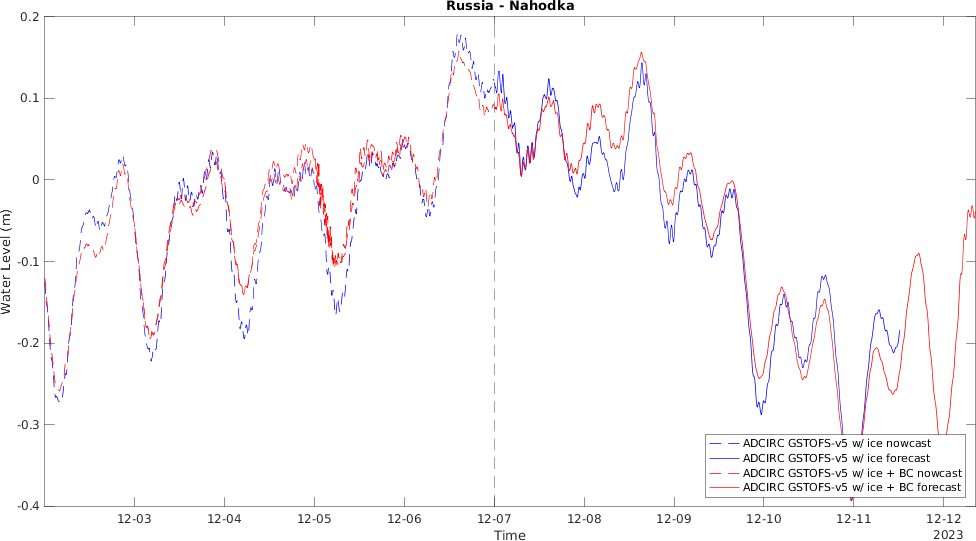 Russia - Nahodka
0.2
0.1
0
-0.1
-0.2
-0.3
-0.4
Water Level (m)
ADCIRC GSTOFS-v5 w/ ice nowcast
ADCIRC GSTOFS-v5 w/ ice forecast
ADCIRC GSTOFS-v5 w/ ice + BC nowcast
ADCIRC GSTOFS-v5 w/ ice + BC forecast
12-03 12-04 12-05 12-06 12-07 12-08 12-09 12-10 12-11 12-12
Time
2023